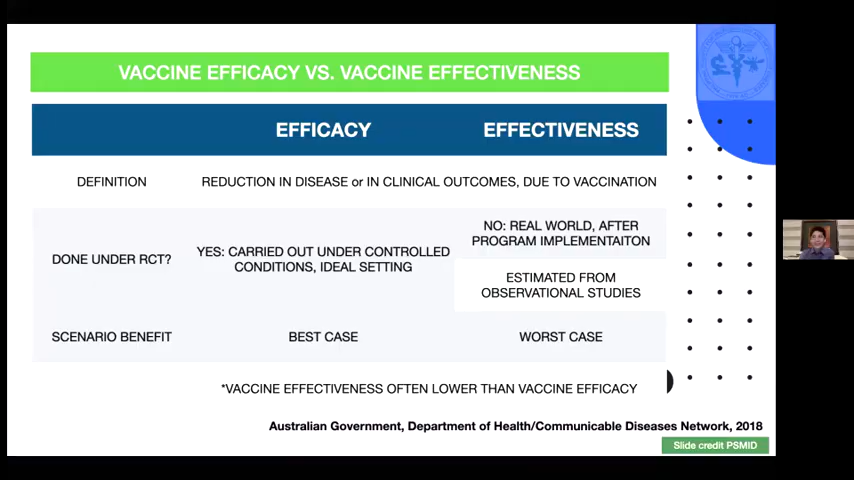 VACCINE EFFICACY VS. VACCINE EFFECTIVENESS
EFFICACY
EFFECTIVENESS
DEFINITION
REDUCTION IN DISEASE or IN CLINICAL OUTCOMES, DUE TO VACCINATION
DONE UNDER RCT?
YES: CARRIED OUT UNDER CONTROLLED
CONDITIONS, IDEAL SETTING
NO: REAL WORLD, AFTER
PROGRAM IMPLEMENTAITON
ESTIMATED FROM
OBSERVATIONAL STUDIES
SCENARIO BENEFIT
BEST CASE
WORST CASE
*VACCINE EFFECTIVENESS OFTEN LOWER THAN VACCINE EFFICACY
Australian Government, Department of Health/Communicable Diseases Network, 2018
Slide credit PSMID